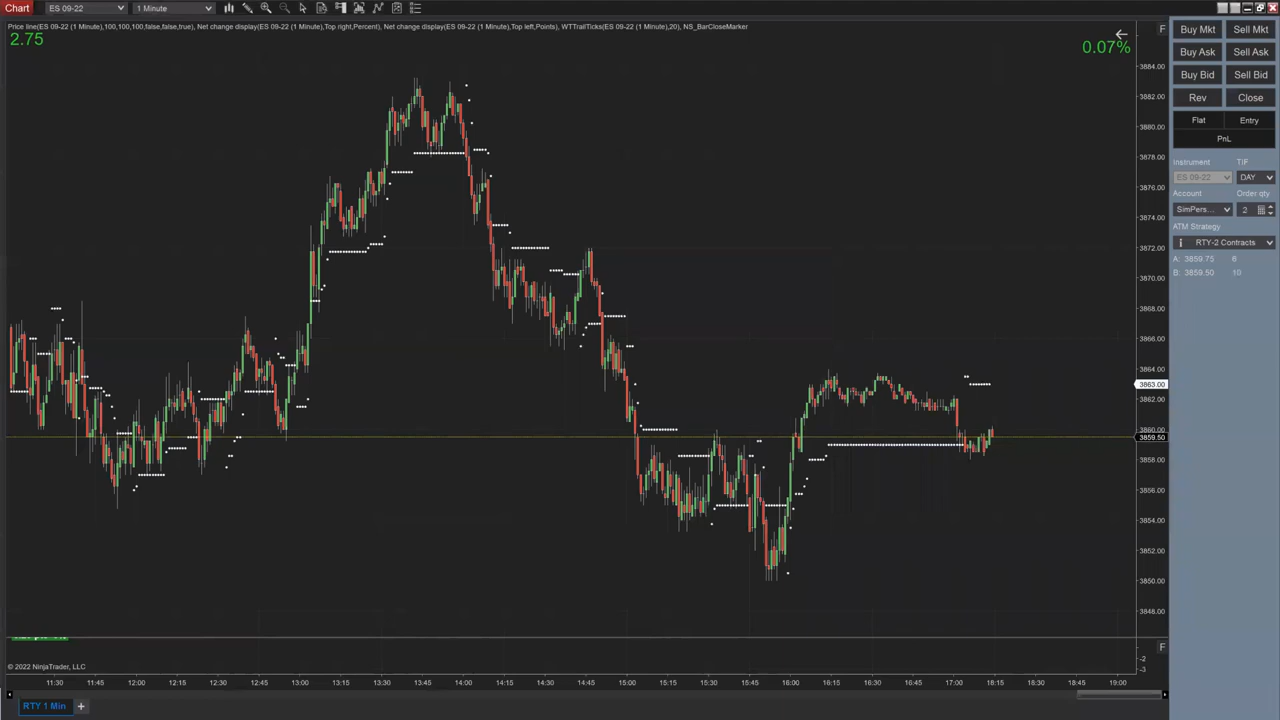 Chart ES 09-22 1 Minute
Price line(ES 09-22 (1 Minute),100,100,100,false,false,true), Net change display(ES 09-22 (1 Minute),Top right,Percent), Net change display(ES 09-22 (1 Minute),Top left,Points), WTTrailTicks(ES 09-22 (1 Minute),20), NS_BarCloseMarker
2.75
0.07%
F
3884.00
3882.00
3880.00
3878.00
3876.00
3874.00
3872.00
3870.00
3868.00
3866.00
3864.00
3863.00
3862.00
3860.00
3859.50
3858.00
3856.00
3854.00
3852.00
3850.00
3848.00
F
-2
-3
© 2022 NinjaTrader, LLC
11:30 11:45 12:00 12:15 12:30 12:45 13:00 13:15 13:30 13:45 14:00 14:15 14:30 14:45 15:00 15:15 15:30 15:45 16:00 16:15 16:30 16:45 17:00 18:15 18:30 18:45 19:00
RTY 1 Min +
Buy Mkt Sell Mkt
Buy Ask Sell Ask
Buy Bid Sell Bid
Rev Close
Flat Entry
PnL
Instrument TIF
ES 09-22 DAY
Account Order qty
SimPers... 2
ATM Strategy
RTY-2 Contracts
A: 3859.75 6
B: 3859.50 10